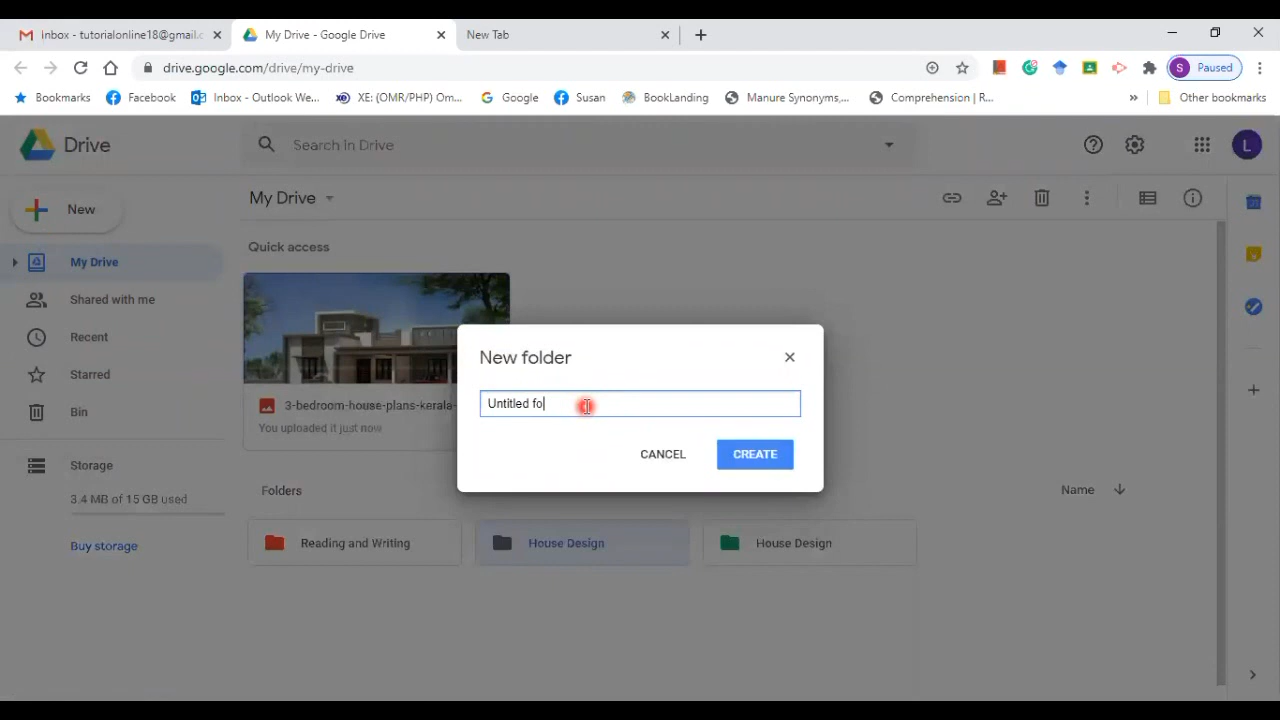 Inbox - tutorialonline18@gmail.c
My Drive - Google Drive
New Tab
drive.google.com/drive/my-drive
S Paused
Bookmarks
Facebook
Inbox - Outlook We...
XE: (OMR/PHP) Om...
Google
Susan
BookLanding
Manure Synonyms,...
Comprehension | R...
Other bookmarks
Drive
Search in Drive
L
New
My Drive
Quick access
My Drive
Shared with me
Recent
Starred
Bin
Storage
3.4 MB of 15 GB used
Buy storage
3-bedroom-house-plans-kerala-
You uploaded it just now
New folder
Untitled fo
CANCEL
CREATE
Folders
Name
Reading and Writing
House Design
House Design